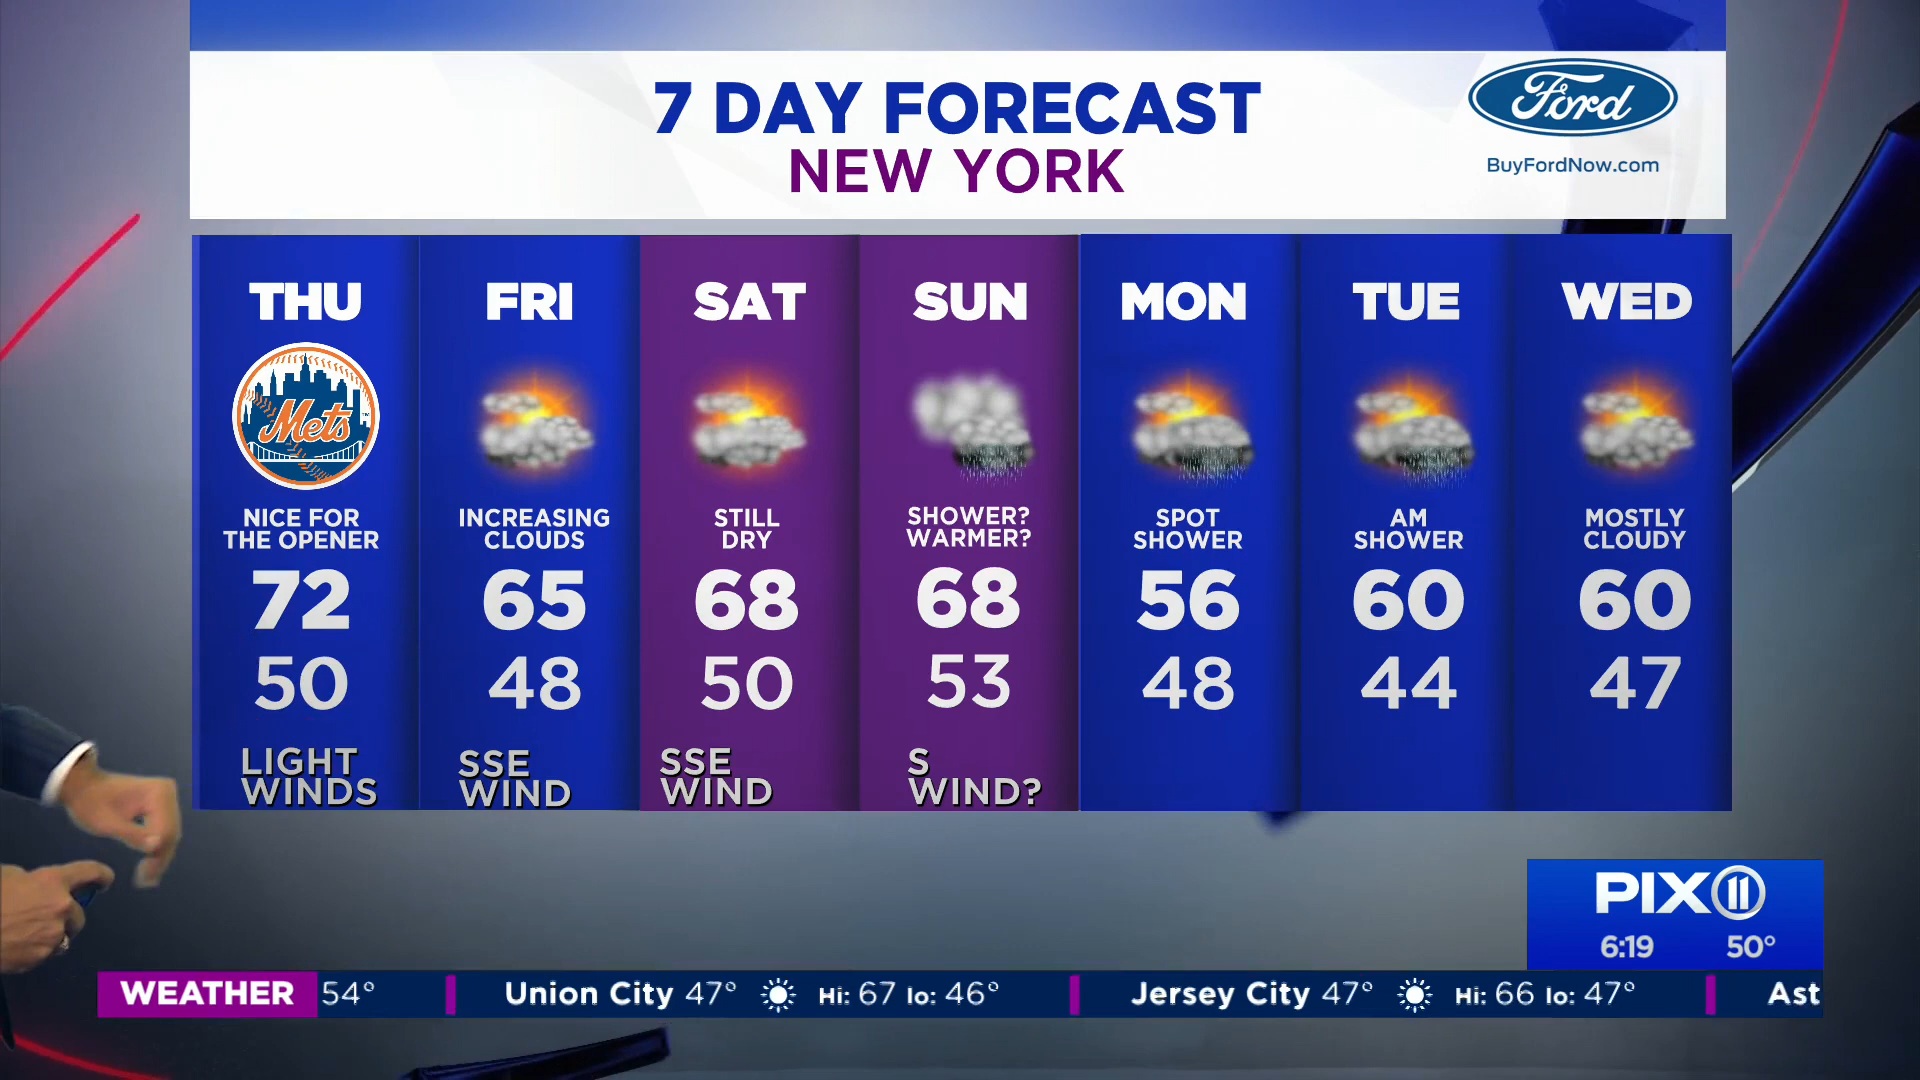 7 DAY FORECAST
NEW YORK
Ford
BuyFordNow.com
THU
Mets
NICE FOR
THE OPENER
72
50
LIGHT
WINDS
FRI
INCREASING
CLOUDS
65
48
SSE
WIND
SAT
STILL
DRY
68
50
SSE
WIND
SUN
SHOWER?
WARMER?
68
53
S
WIND?
MON
SPOT
SHOWER
56
48
TUE
AM
SHOWER
60
44
WED
MOSTLY
CLOUDY
60
47
PIX 11
6:19 50°
WEATHER 54° Union City 47° Hi: 67 lo: 46° Jersey City 47° Hi: 66 lo: 47° Ast